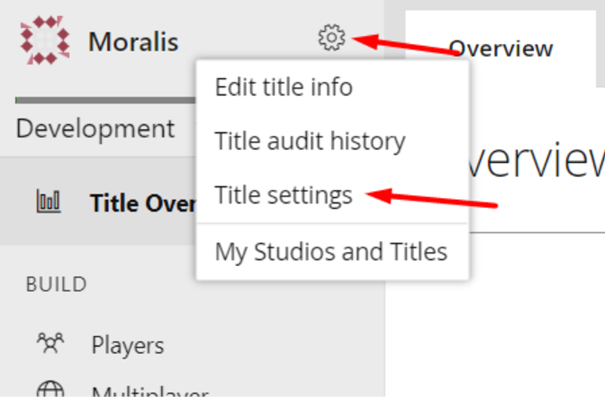 Moralis
Overview
Edit title info
Development
Title audit history
verview
Title settings
Title Over
My Studios and Titles
BUILD
Players
Multiplayer